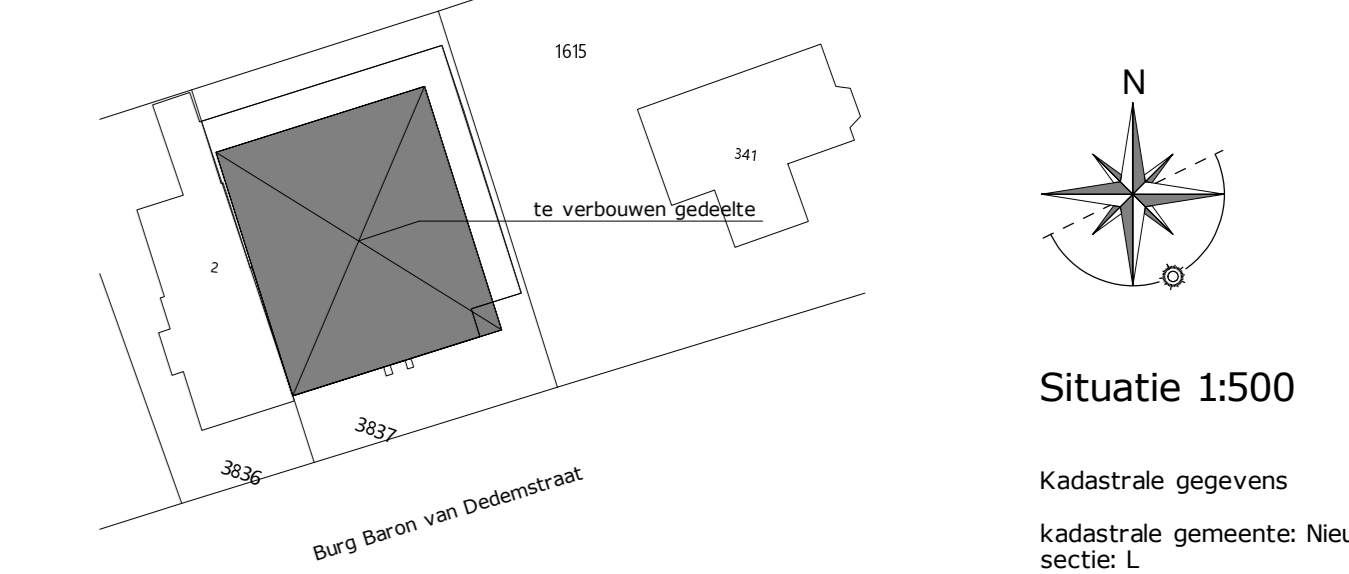 1615
341
te verbouwen gedeelte
2
3837
3836
Burg Baron van Dedemstraat
N
Situatie 1:500
Kadastrale gegevens
kadastrale gemeente:
sectie: L